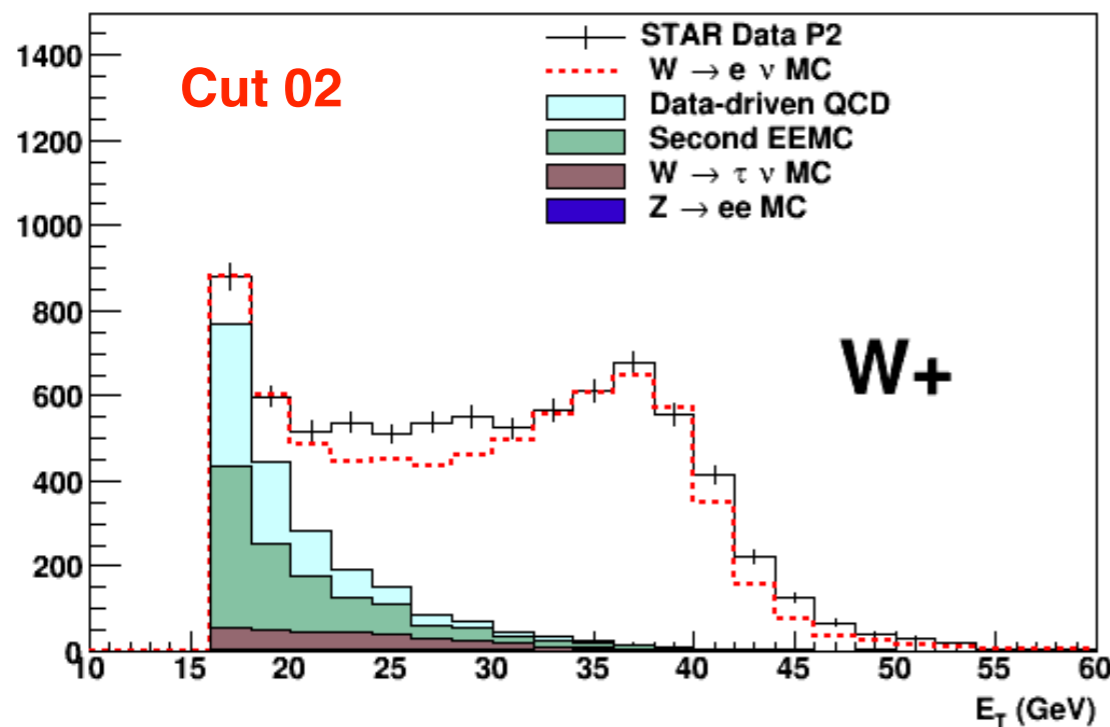 1400
1200
1000
800
600
400
200
0
10 15 20 25 30 35 40 45 50 55 60
E_T (GeV)
Cut 02
STAR Data P2
W → e ν MC
Data-driven QCD
Second EEMC
W → τ ν MC
Z → ee MC
W+